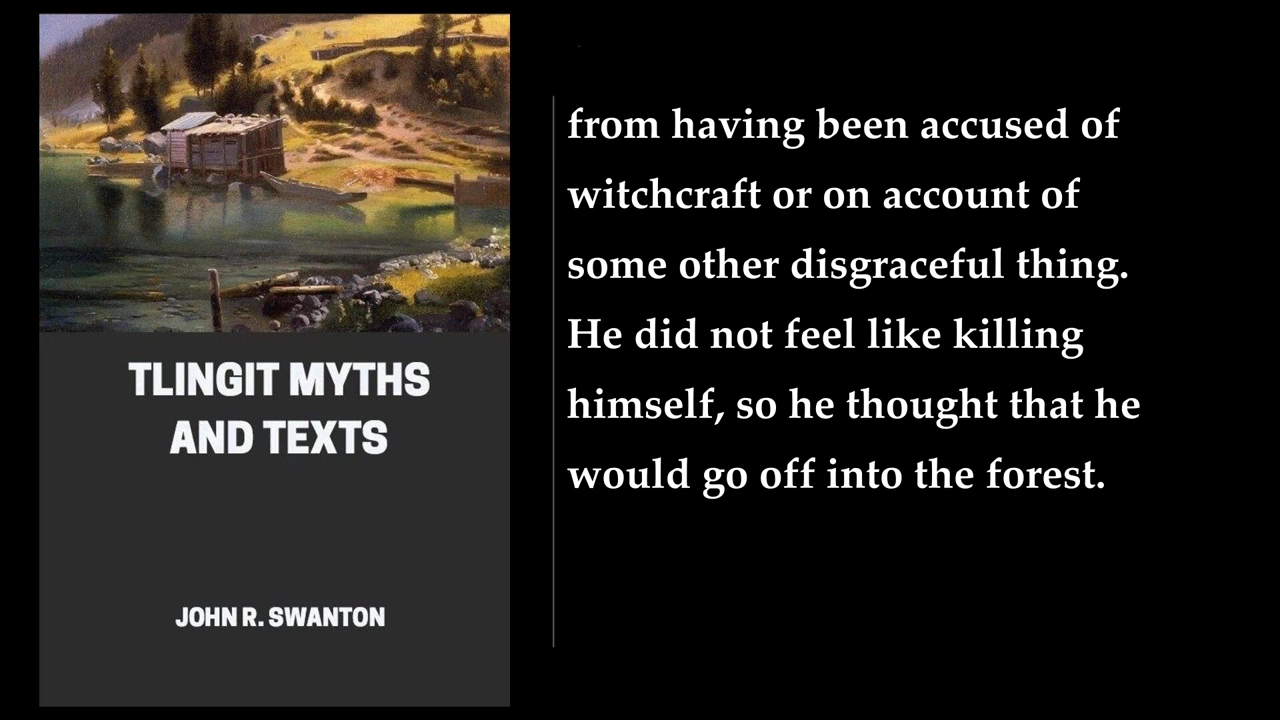 TLINGIT MYTHS
AND TEXTS
JOHN R. SWANTON
from having been accused of
witchcraft or on account of
some other disgraceful thing.
He did not feel like killing
himself, so he thought that he
would go off into the forest.